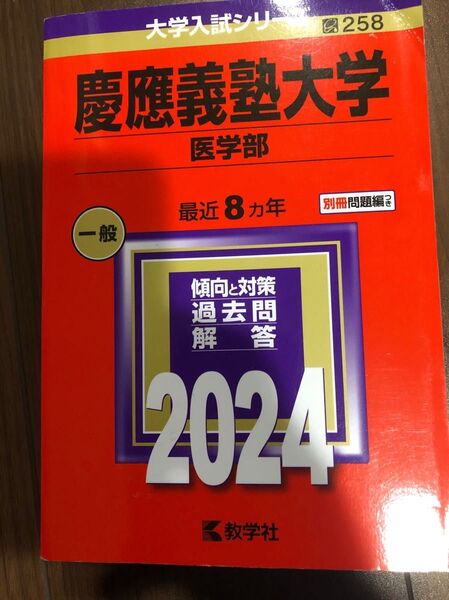 大学入試シリ
258
慶應義塾大学
医学部
最近8カ年
別冊問題編つき
一般
傾向と対策
過去問
解答
2024
教学社